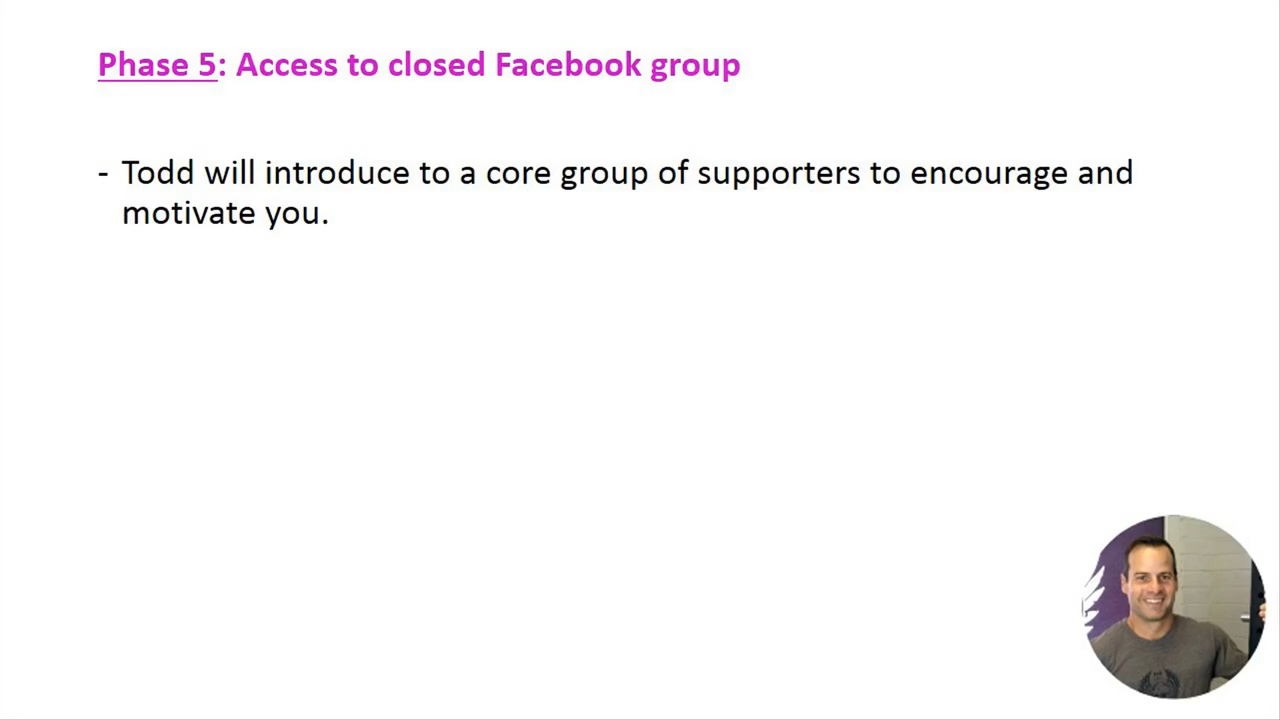 Phase 5: Access to closed Facebook group
- Todd will introduce to a core group of supporters to encourage and
motivate you.